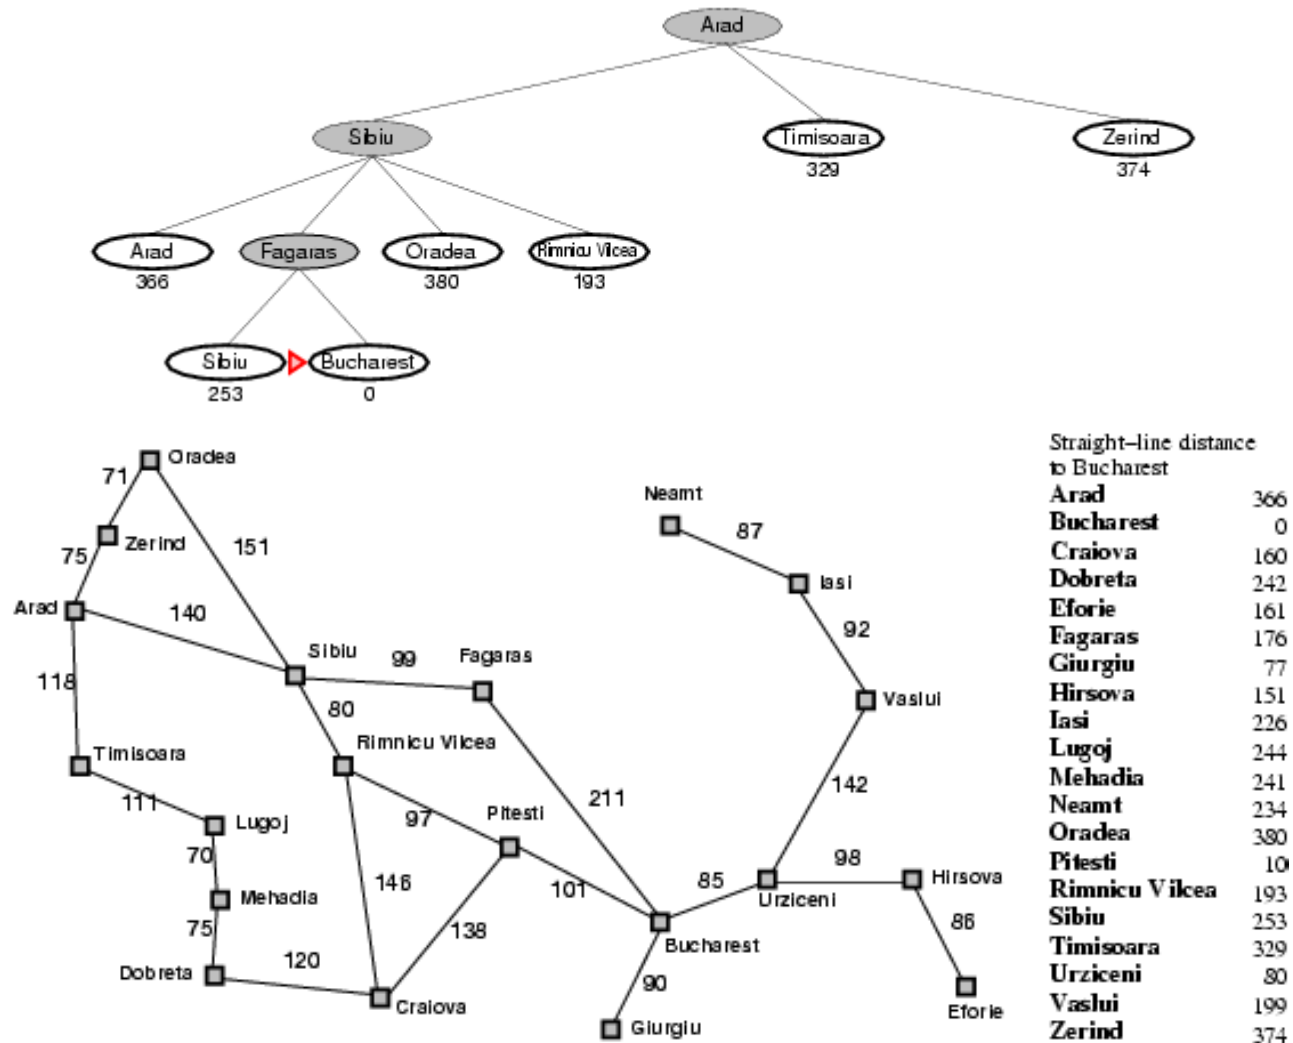 Arad
Sibiu Timisoara Zerind
329 374
Arad Fagaras Oradea Rimnicu Vilcea
366 380 193
Sibiu Bucharest
253 0
Straight–line distance
to Bucharest
Arad 366
Bucharest 0
Craiova 160
Dobreta 242
Eforie 161
Fagaras 176
Giurgiu 77
Hirsova 151
Iasi 226
Lugoj 244
Mehadia 241
Neamt 234
Oradea 380
Pitesti 10
Rimnicu Vilcea 193
Sibiu 253
Timisoara 329
Urziceni 80
Vaslui 199
Zerind 374
Oradea
71
Neamt
87
Zerind
151
75
Iasi
Arad
140
92
Sibiu
99
Fagaras
118
80
Vaslui
Rimnicu Vilcea
Timisoara
142
111
211
Pitesti
Lugoj
97
70
98
146
85
Hirsova
101
Mehadia
Urziceni
75
138
86
Bucharest
120
Dobreta
90
Craiova
Eforie
Giurgiu